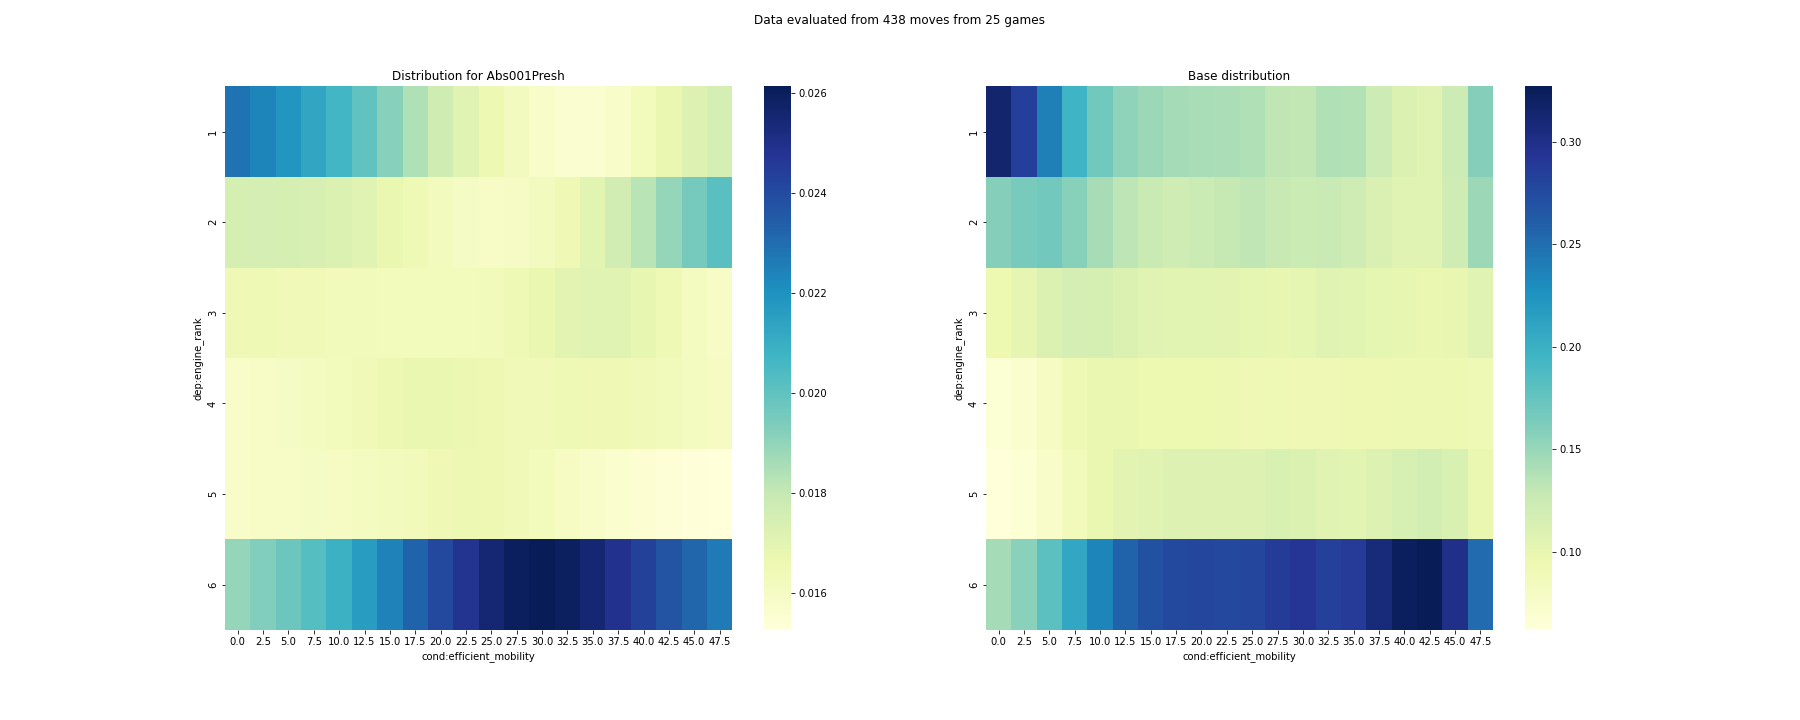 Data evaluated from 438 moves from 25 games
Distribution for Abs001Presh
1
2
3
4
5
6
dep:engine_rank
0.0 2.5 5.0 7.5 10.0 12.5 15.0 17.5 20.0 22.5 25.0 27.5 30.0 32.5 35.0 37.5 40.0 42.5 45.0 47.5
cond:efficient_mobility
0.026
0.024
0.022
0.020
0.018
0.016
Base distribution
1
2
3
4
5
6
dep:engine_rank
0.0 2.5 5.0 7.5 10.0 12.5 15.0 17.5 20.0 22.5 25.0 27.5 30.0 32.5 35.0 37.5 40.0 42.5 45.0 47.5
cond:efficient_mobility
0.30
0.25
0.20
0.15
0.10